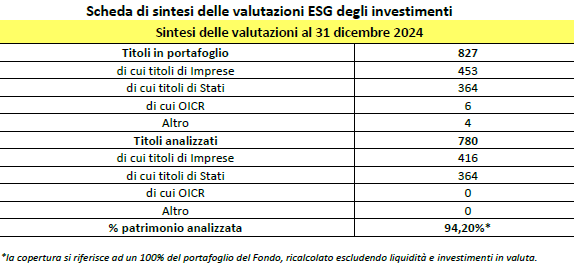 Scheda di sintesi delle valutazioni ESG degli investimenti
Sintesi delle valutazioni al 31 dicembre 2024
Titoli in portafoglio 827
di cui titoli di Imprese 453
di cui titoli di Stati 364
di cui OICR 6
Altro 4
Titoli analizzati 780
di cui titoli di Imprese 416
di cui titoli di Stati 364
di cui OICR 0
Altro 0
% patrimonio analizzata 94,20%*
*la copertura si riferisce ad un 100% del portafoglio del Fondo, ricalcolato escludendo liquidità e investimenti in valuta.